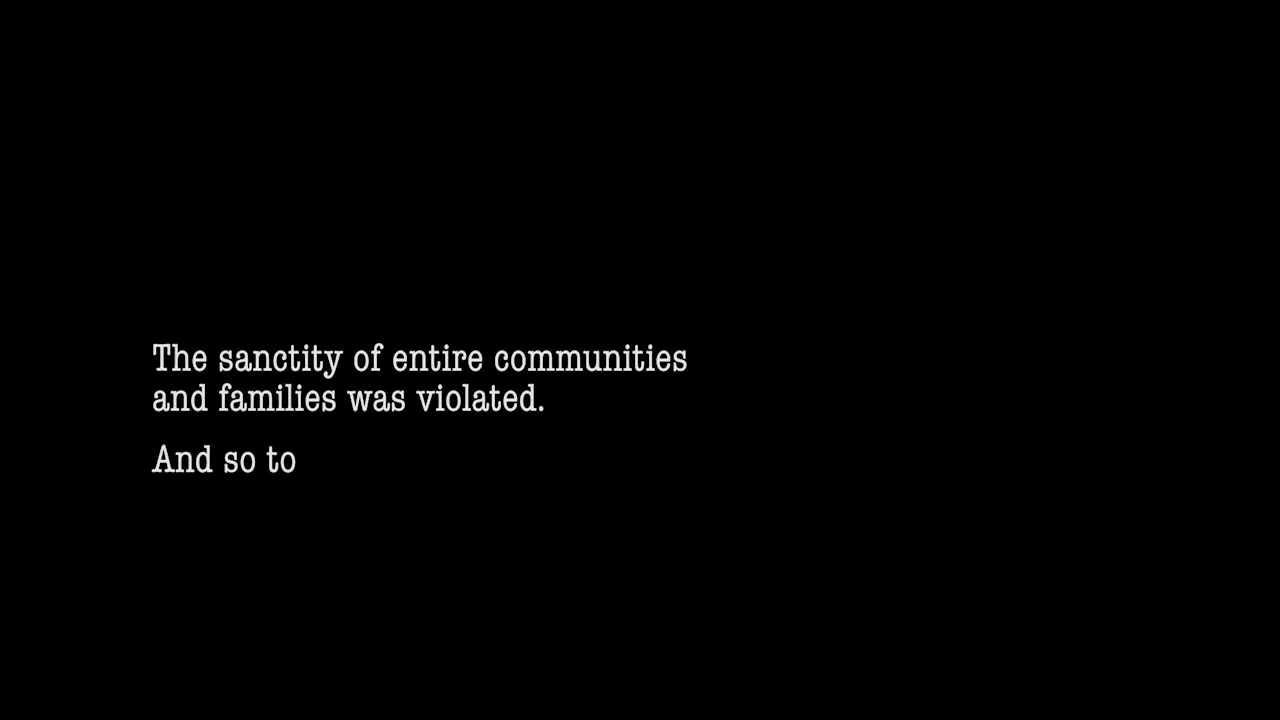 The sanctity of entire communities
and families was violated.
And so to